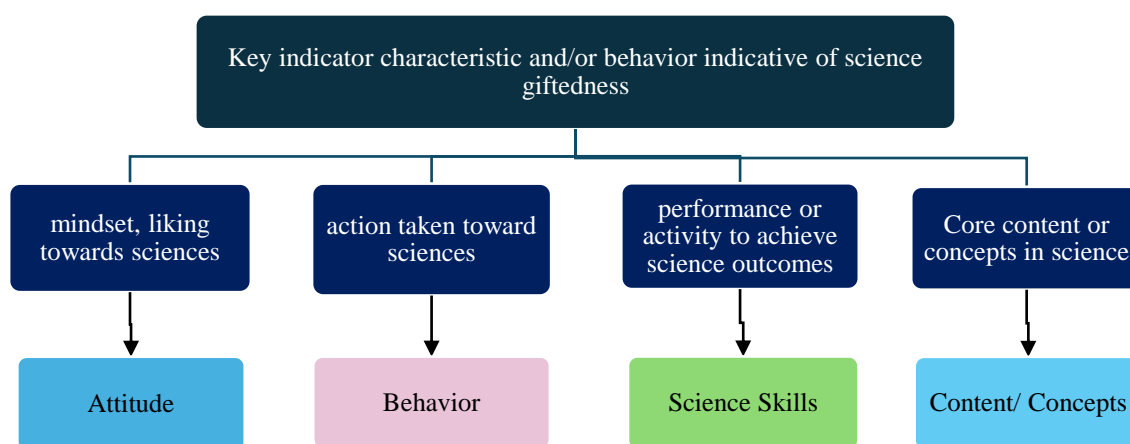 Key indicator characteristic and/or behavior indicative of science
giftedness
mindset, liking
towards sciences
action taken toward
sciences
performance or
activity to achieve
science outcomes
Core content or
concepts in science
Attitude
Behavior
Science Skills
Content/ Concepts